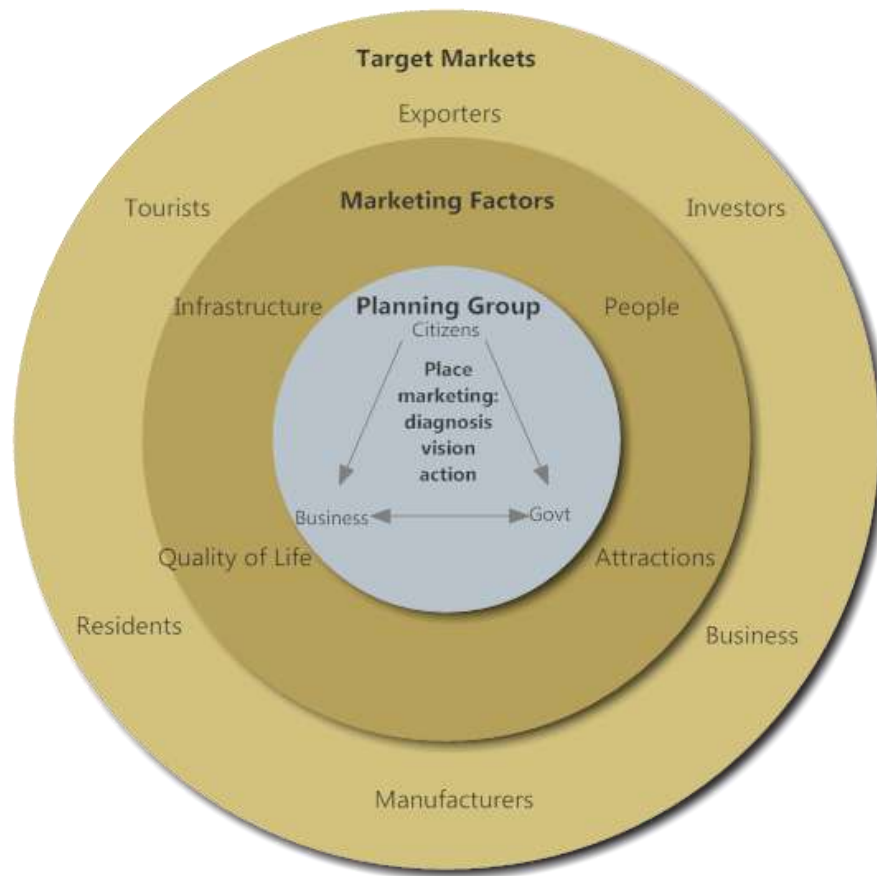 Target Markets
Exporters
Tourists
Investors
Marketing Factors
Infrastructure
People
Planning Group
Citizens
Place
marketing:
diagnosis
vision
action
Business
Govt
Quality of Life
Attractions
Residents
Business
Manufacturers